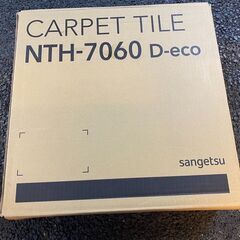 CARPET TILE
NTH-7060 D-eco
sangetsu